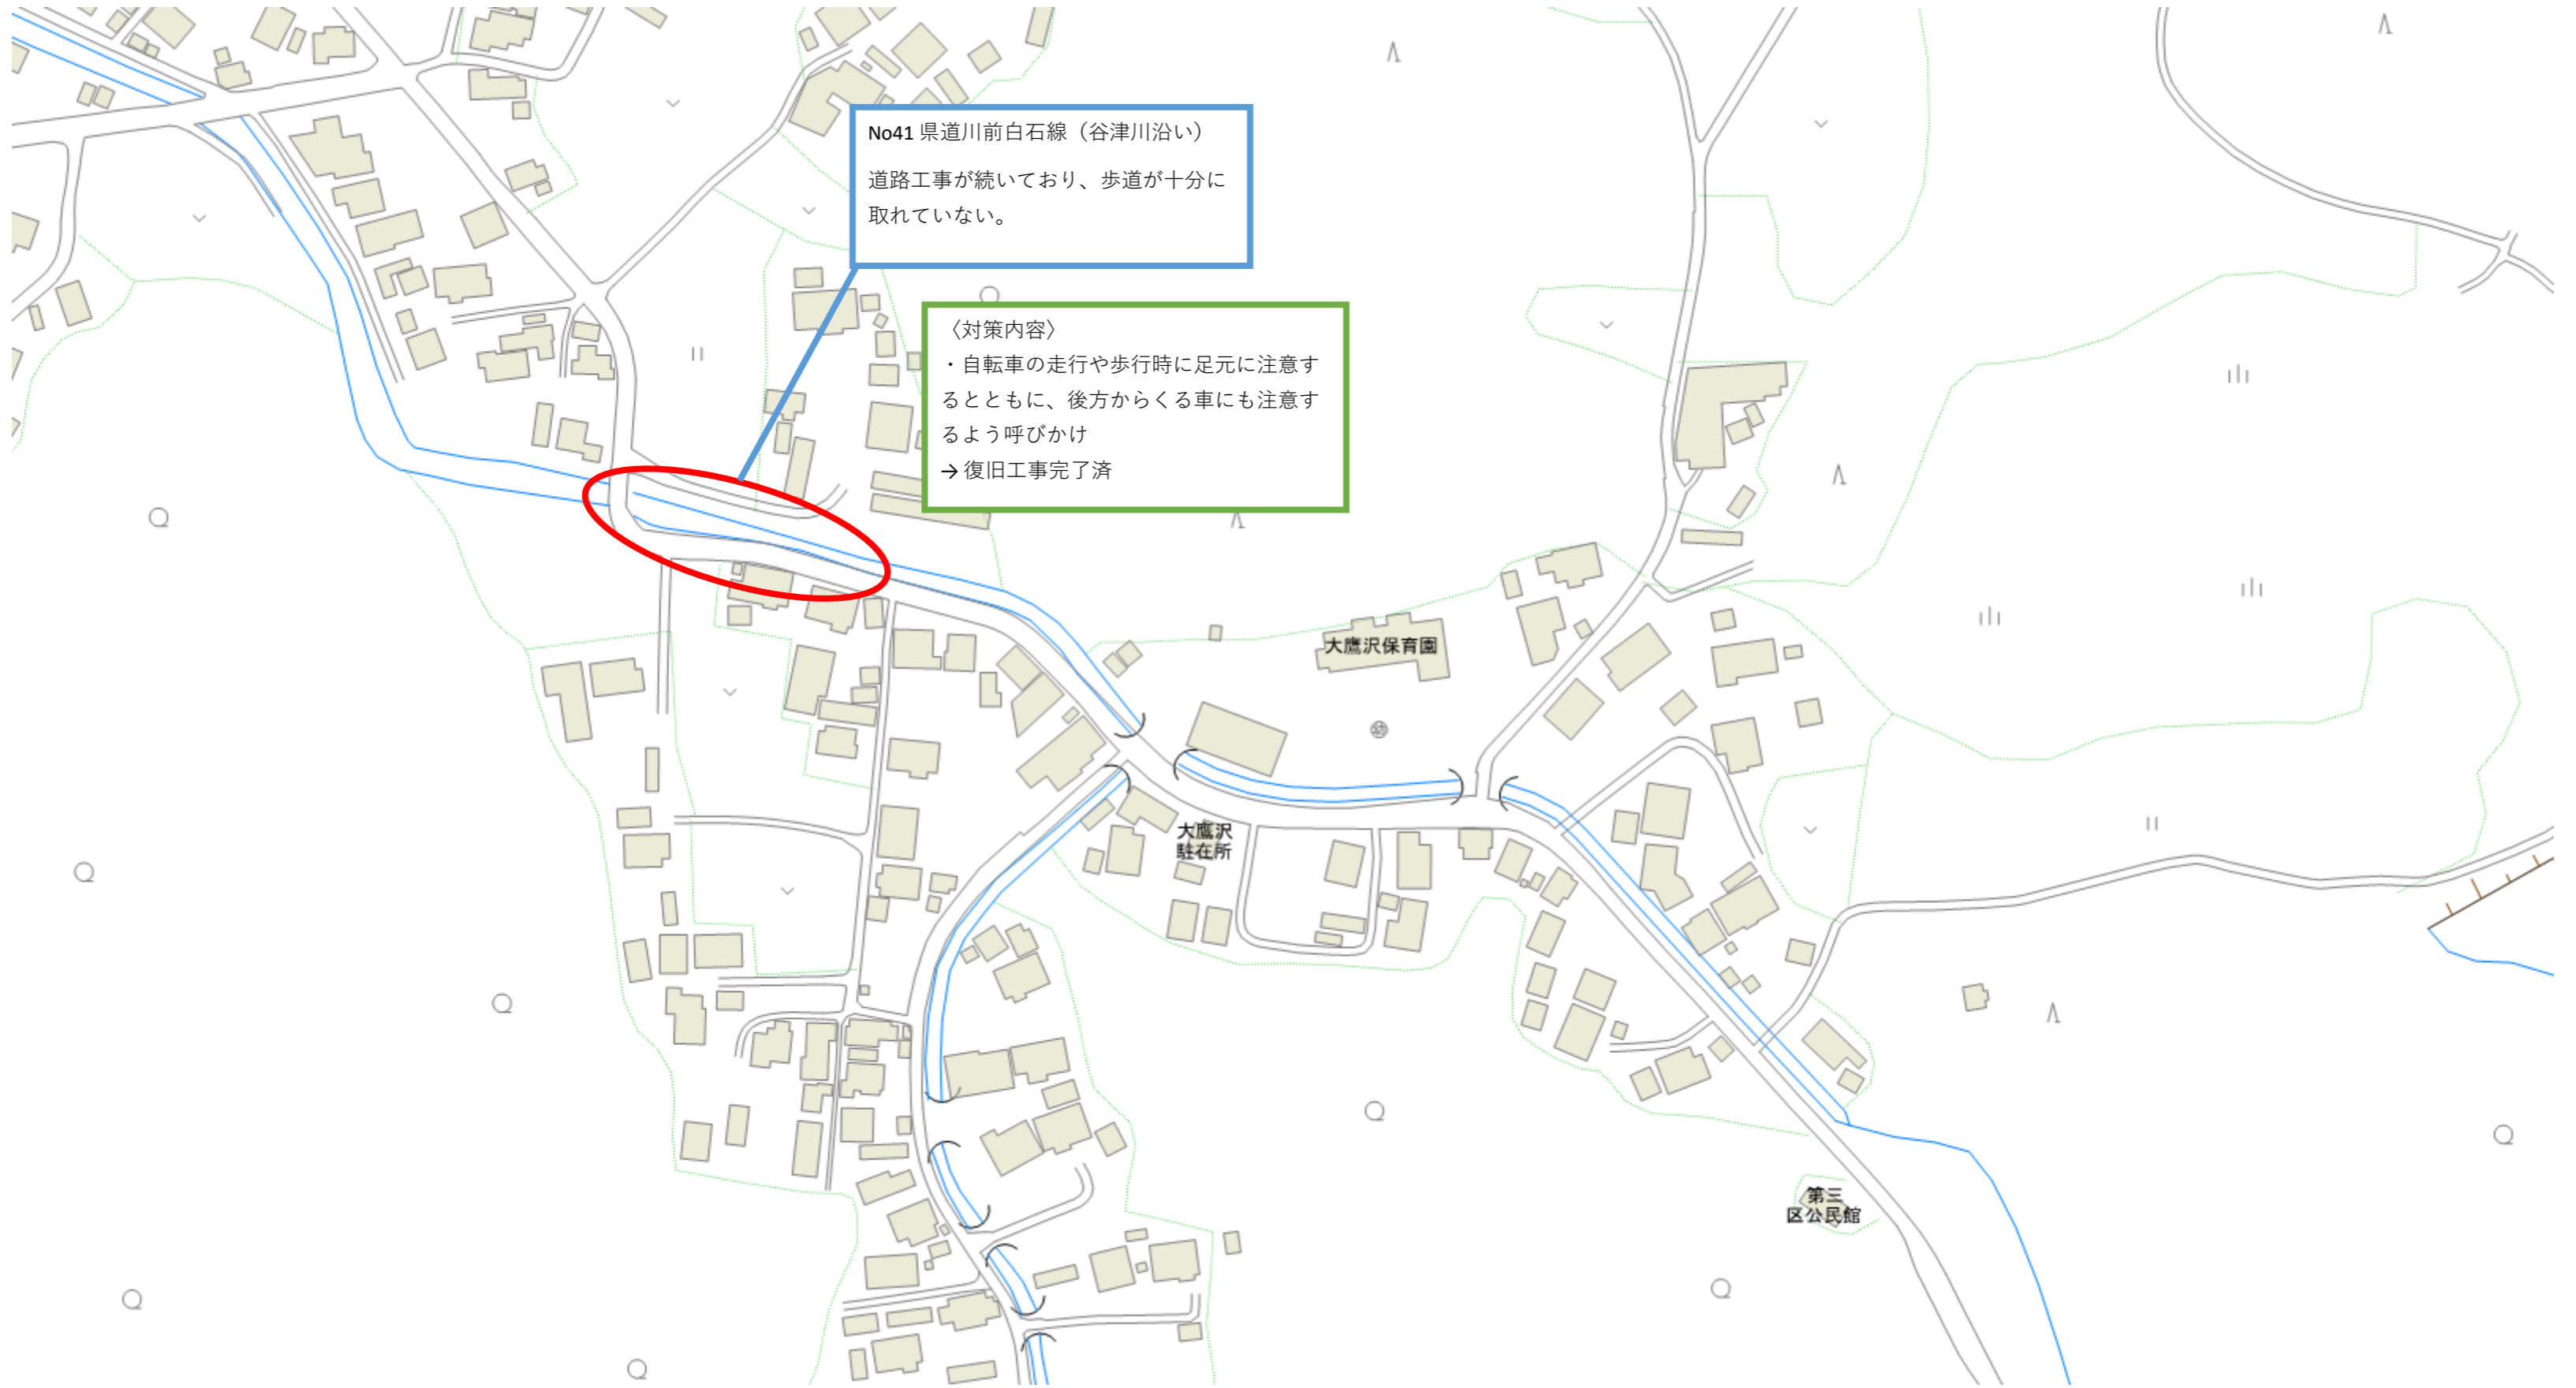 No41 県道川前白石線（谷津川沿い）
道路工事が続いており、歩道が十分に
取れていない。
〈対策内容〉
・自転車の走行や歩行時に足元に注意す
るとともに、後方からくる車にも注意す
るよう呼びかけ
→ 復旧工事完了済
大鷹沢保育園
大鷹沢
駐在所
第三
区公民館